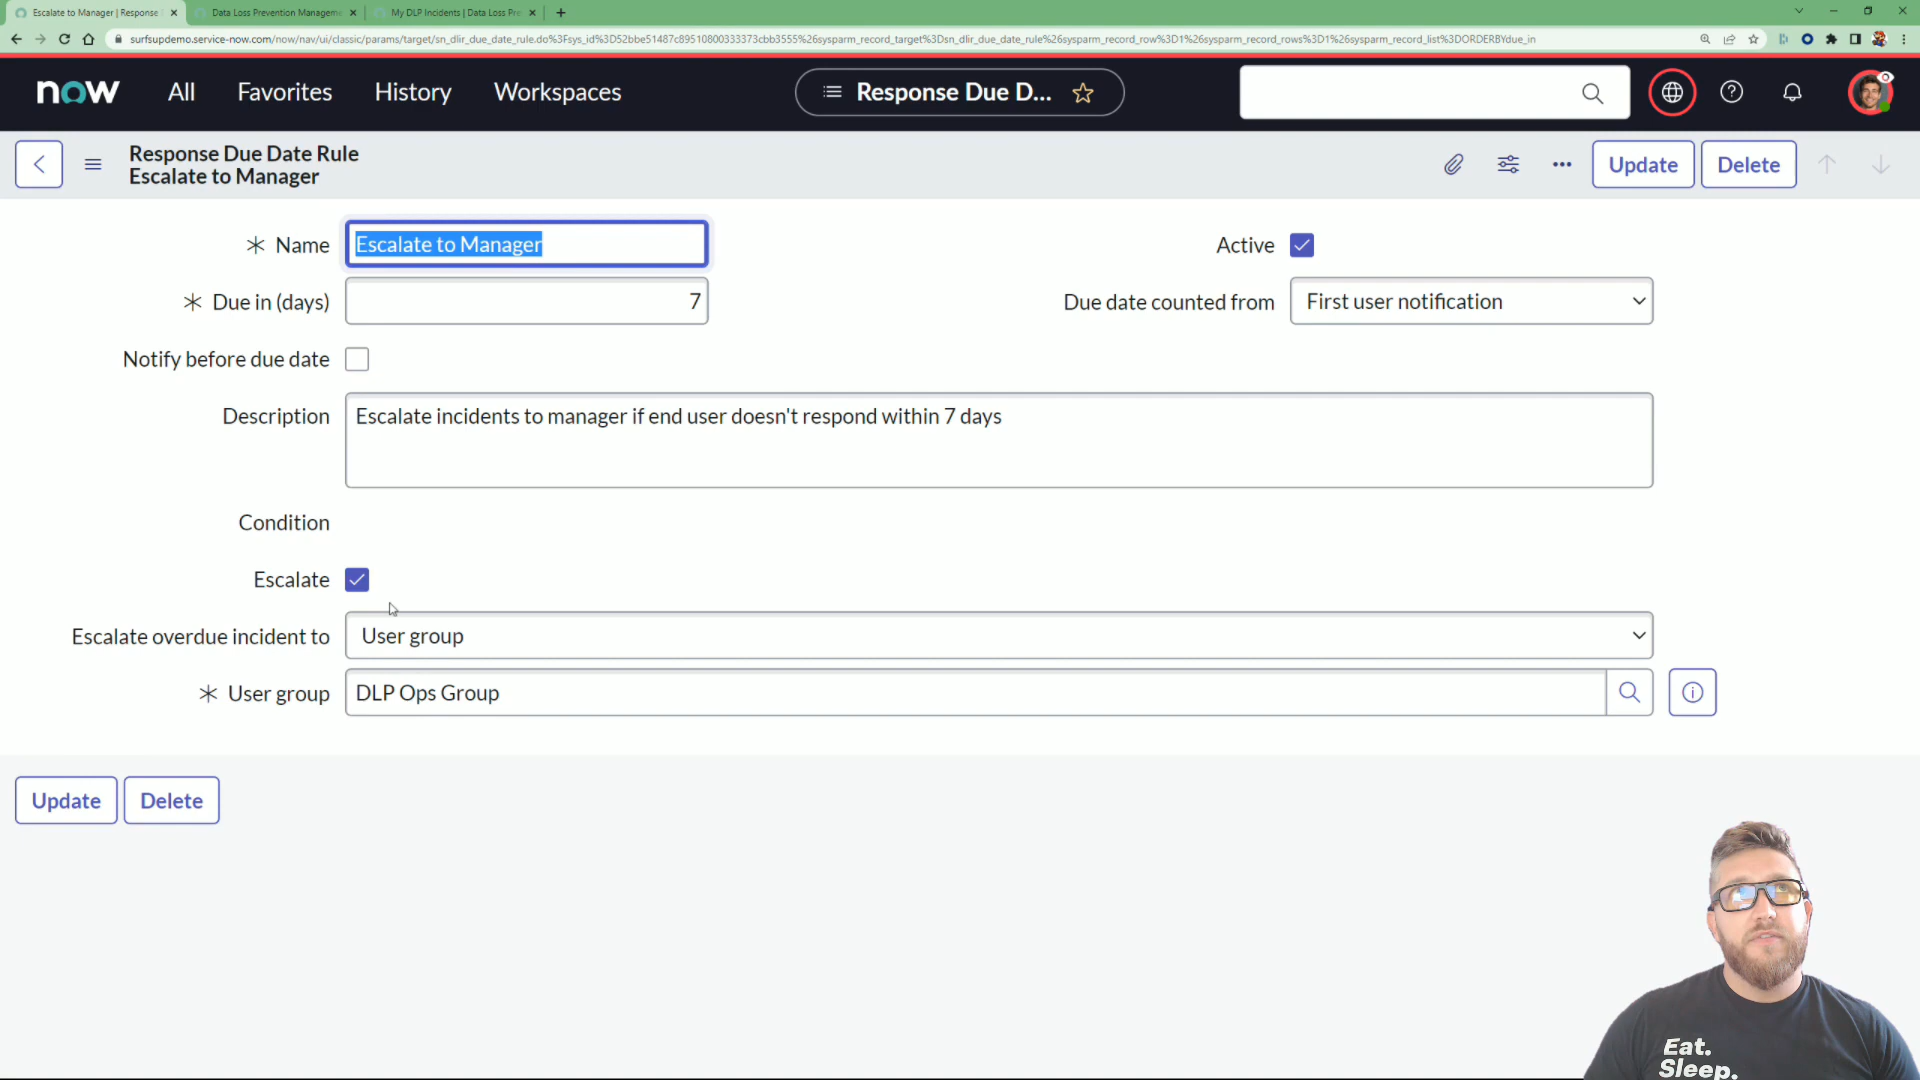 Escalate to Manager | Response
Data Loss Prevention Managem
My DLP Incidents | Data Loss Pre
surfsupdemo.service-now.com/now/nav/ui/classic/params/target/sn_dlir_due_date_rule.do%3Fsys_id%3D52bbe51487c89510800333373cbb3555%26sysparm_record_target%3Dsn_dlir_due_date_rule%26sysparm_record_row%3D1%26sysparm_record_rows%3D1%26sysparm_record_list%3DORDERBYdue_in
now
All
Favorites
History
Workspaces
Response Due D...
Response Due Date Rule
Escalate to Manager
Update
Delete
Name
Escalate to Manager
Active
Due in (days)
7
Due date counted from
First user notification
Notify before due date
Description
Escalate incidents to manager if end user doesn't respond within 7 days
Condition
Escalate
Escalate overdue incident to
User group
User group
DLP Ops Group
Update
Delete
Eat.
Sleep.